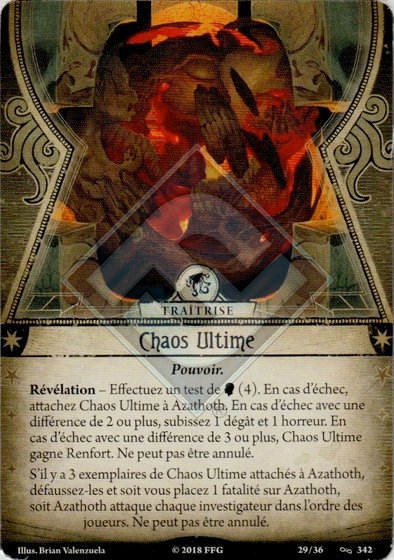 TRAÎTRISE
Chaos Ultime
Pouvoir.
Révélation – Effectuez un test de (4). En cas d'échec,
attachez Chaos Ultime à Azathoth. En cas d'échec avec une
différence de 2 ou plus, subissez 1 dégât et 1 horreur. En
cas d'échec avec une différence de 3 ou plus, Chaos Ultime
gagne Renfort. Ne peut pas être annulé.
S'il y a 3 exemplaires de Chaos Ultime attachés à Azathoth,
défaussez-les et soit vous placez 1 fatalité sur Azathoth,
soit Azathoth attaque chaque investigateur dans l'ordre des
joueurs. Ne peut pas être annulé.
Illus. Brian Valenzuela © 2018 FFG 29/36 342